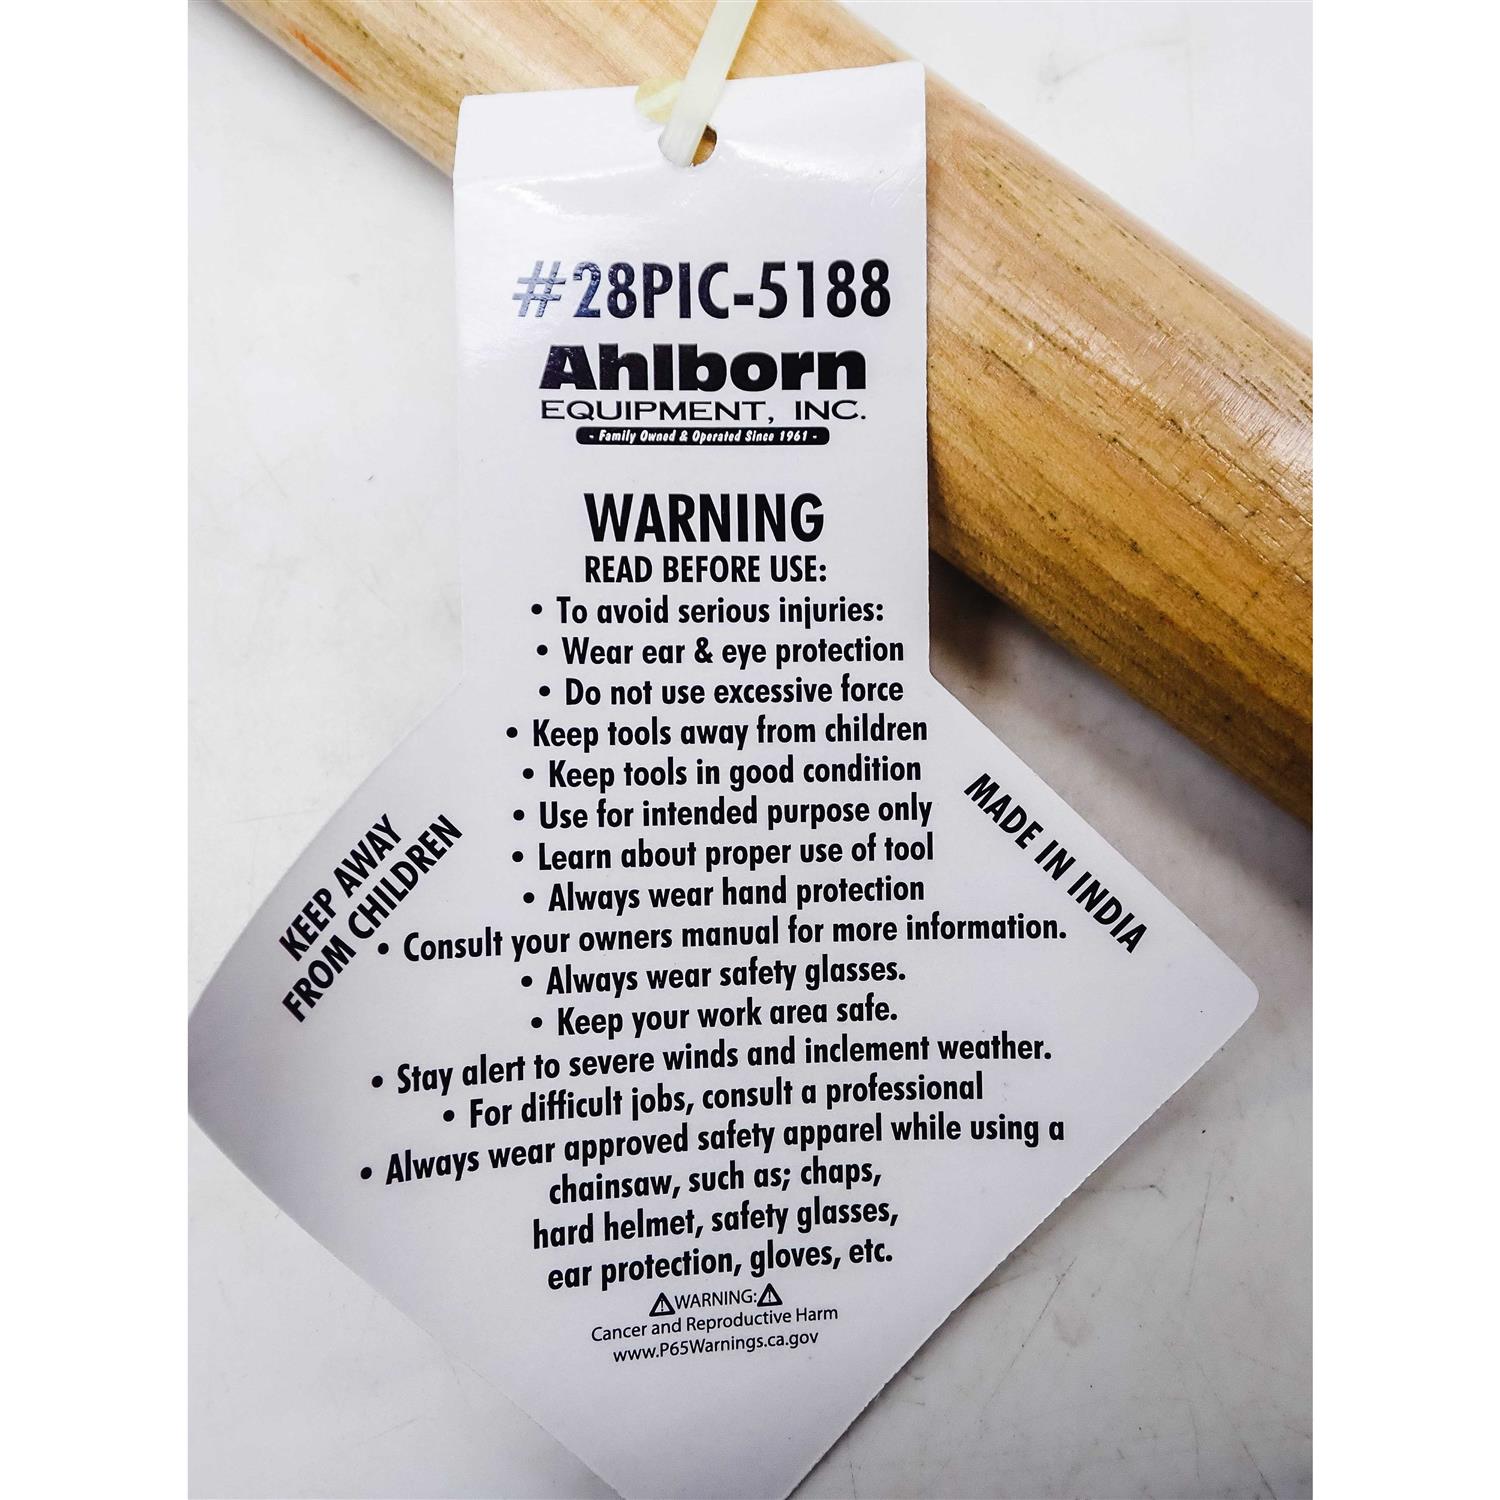 #28PIC-5188
Ahlborn
EQUIPMENT, INC.
- Family Owned & Operated Since 1961 -
WARNING
READ BEFORE USE:
• To avoid serious injuries:
• Wear ear & eye protection
• Do not use excessive force
• Keep tools away from children
• Keep tools in good condition
• Use for intended purpose only
• Learn about proper use of tool
• Always wear hand protection
• Consult your owners manual for more information.
• Always wear safety glasses.
• Keep your work area safe.
• Stay alert to severe winds and inclement weather.
• For difficult jobs, consult a professional
• Always wear approved safety apparel while using a
chainsaw, such as; chaps,
hard helmet, safety glasses,
ear protection, gloves, etc.
⚠WARNING:⚠
Cancer and Reproductive Harm
www.P65Warnings.ca.gov
KEEP AWAY
FROM CHILDREN
MADE IN INDIA